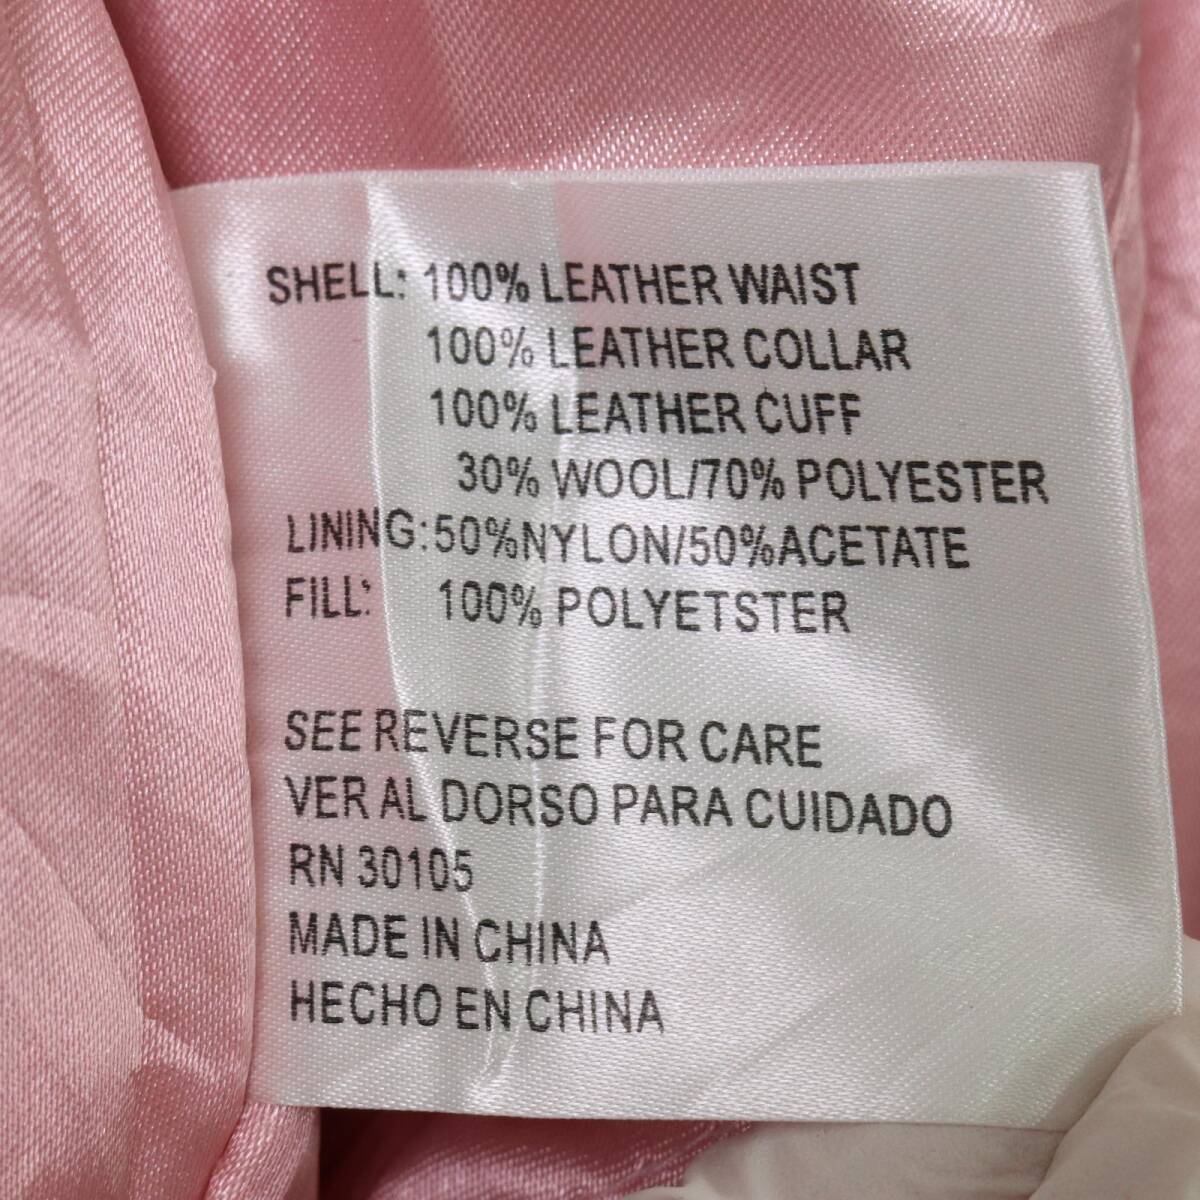 SHELL: 100% LEATHER WAIST
100% LEATHER COLLAR
100% LEATHER CUFF
30% WOOL/70% POLYESTER
LINING:50%NYLON/50%ACETATE
FILL: 100% POLYETSTER
SEE REVERSE FOR CARE
VER AL DORSO PARA CUIDADO
RN 30105
MADE IN CHINA
HECHO EN CHINA